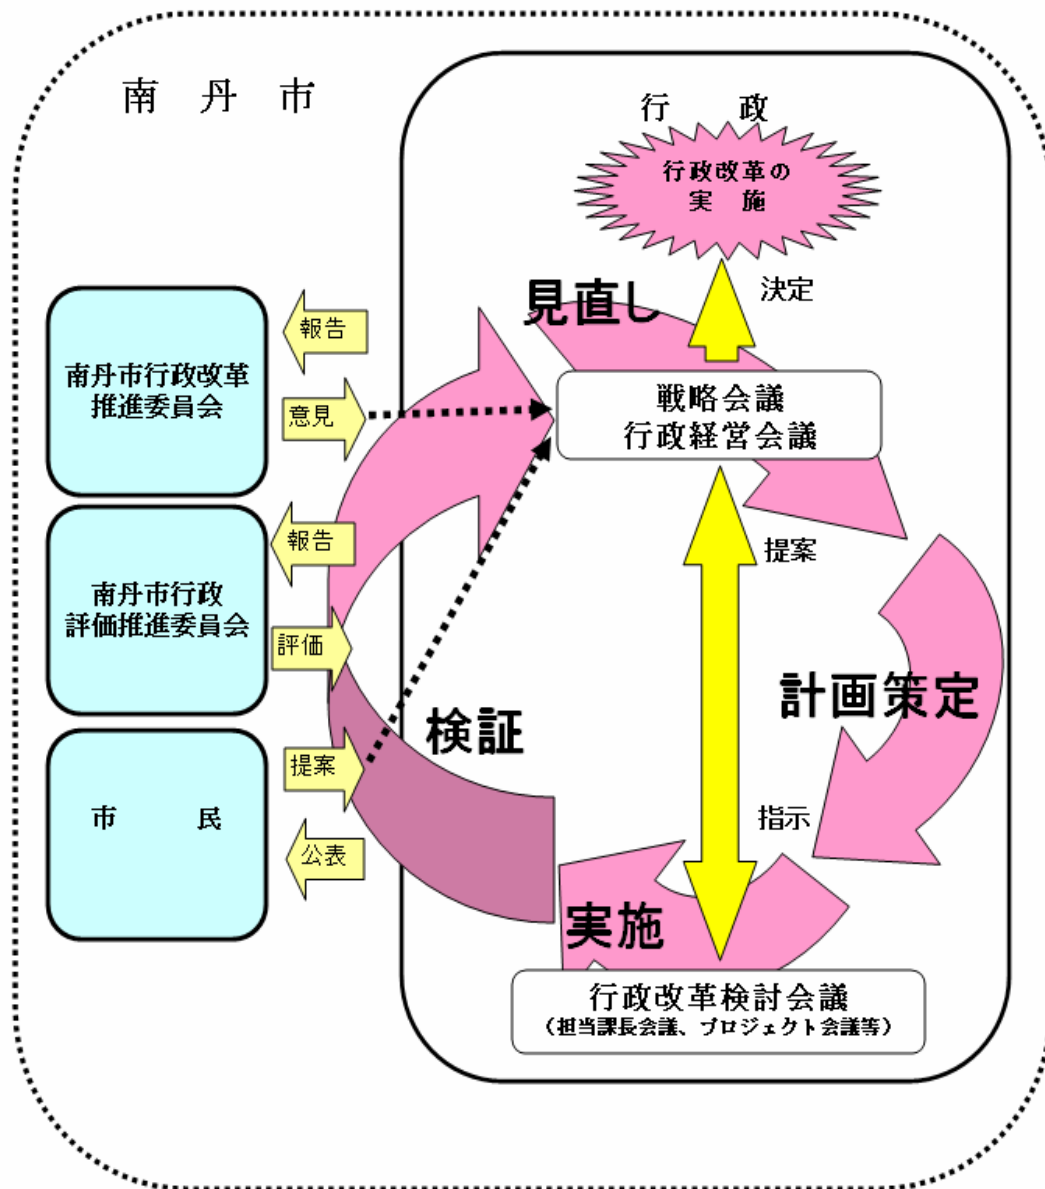 南 丹 市
行 政
行政改革の
実 施
決定
見直し
報告
南丹市行政改革
推進委員会
意見
戦略会議
行政経営会議
報告
提案
南丹市行政
評価推進委員会
評価
計画策定
検証
提案
市 民
指示
公表
実施
行政改革検討会議
（担当課長会議、プロジェクト会議等）